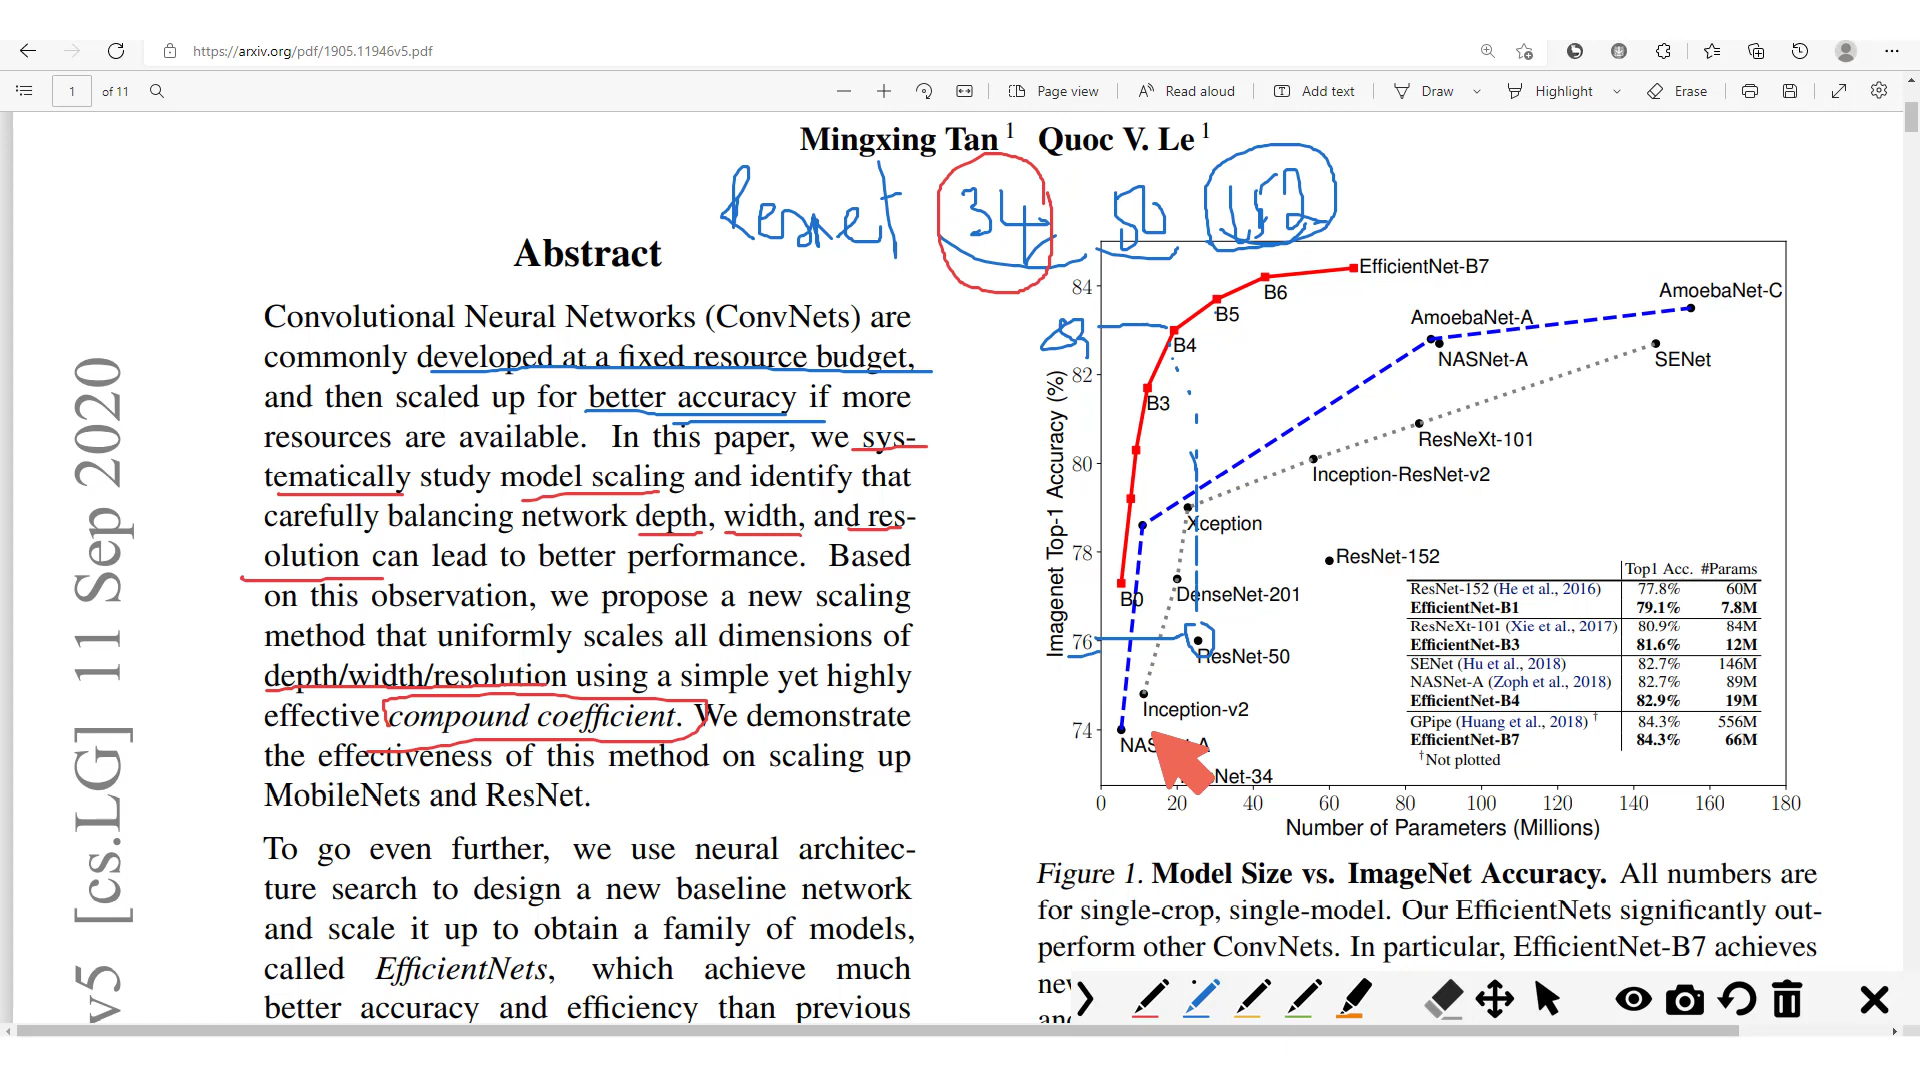 https://arxiv.org/pdf/1905.11946v5.pdf
1 of 11
Page view
Read aloud
Add text
Draw
Highlight
Erase
Mingxing Tan 1 Quoc V. Le 1
Resnet 34 50 152
Abstract
Convolutional Neural Networks (ConvNets) are
commonly developed at a fixed resource budget,
and then scaled up for better accuracy if more
resources are available. In this paper, we sys-
tematically study model scaling and identify that
carefully balancing network depth, width, and res-
olution can lead to better performance. Based
on this observation, we propose a new scaling
method that uniformly scales all dimensions of
depth/width/resolution using a simple yet highly
effective compound coefficient. We demonstrate
the effectiveness of this method on scaling up
MobileNets and ResNet.
To go even further, we use neural architec-
ture search to design a new baseline network
and scale it up to obtain a family of models,
called EfficientNets, which achieve much
better accuracy and efficiency than previous
v5 [cs.LG] 11 Sep 2020
Imagenet Top-1 Accuracy (%)
84
82
80
78
76
74
EfficientNet-B7
B6
B5
B4
B3
B0
AmoebaNet-C
AmoebaNet-A
NASNet-A
SENet
ResNeXt-101
Inception-ResNet-v2
Xception
ResNet-152
DenseNet-201
ResNet-50
Inception-v2
Net-34
Top1 Acc. #Params
ResNet-152 (He et al., 2016) 77.8% 60M
EfficientNet-B1 79.1% 7.8M
ResNeXt-101 (Xie et al., 2017) 80.9% 84M
EfficientNet-B3 81.6% 12M
SENet (Hu et al., 2018) 82.7% 146M
NASNet-A (Zoph et al., 2018) 82.7% 89M
EfficientNet-B4 82.9% 19M
GPipe (Huang et al., 2018) † 84.3% 556M
EfficientNet-B7 84.3% 66M
†Not plotted
0 20 40 60 80 100 120 140 160 180
Number of Parameters (Millions)
Figure 1. Model Size vs. ImageNet Accuracy. All numbers are
for single-crop, single-model. Our EfficientNets significantly out-
perform other ConvNets. In particular, EfficientNet-B7 achieves